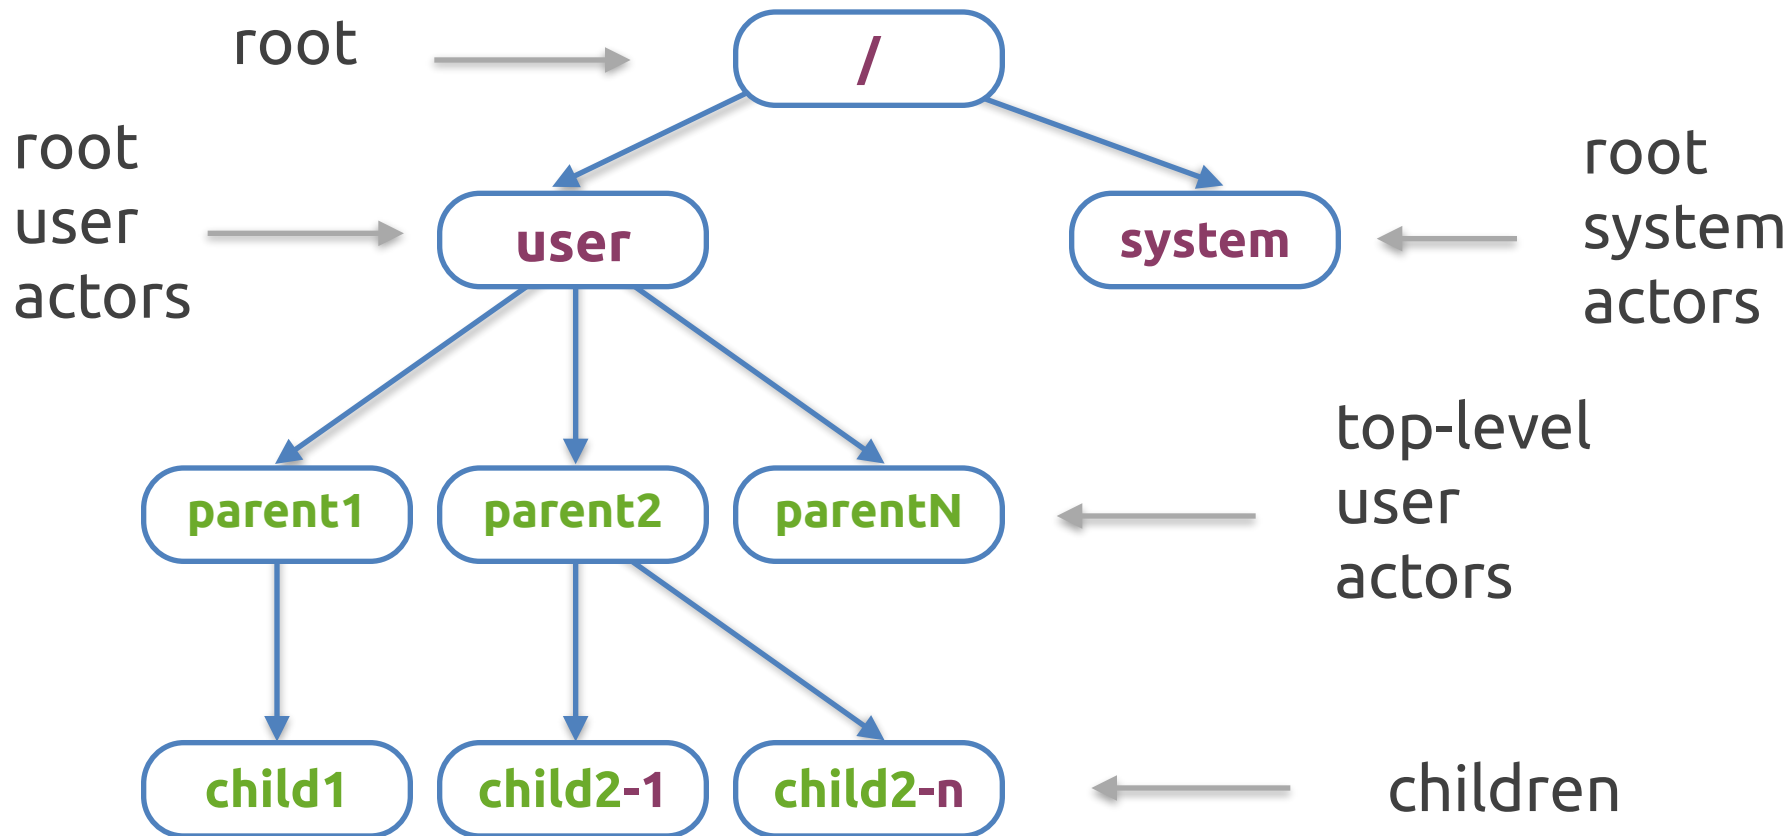 root
/
root
user
actors
user
system
root
system
actors
parent1
parent2
parentN
top-level
user
actors
child1
child2-1
child2-n
children